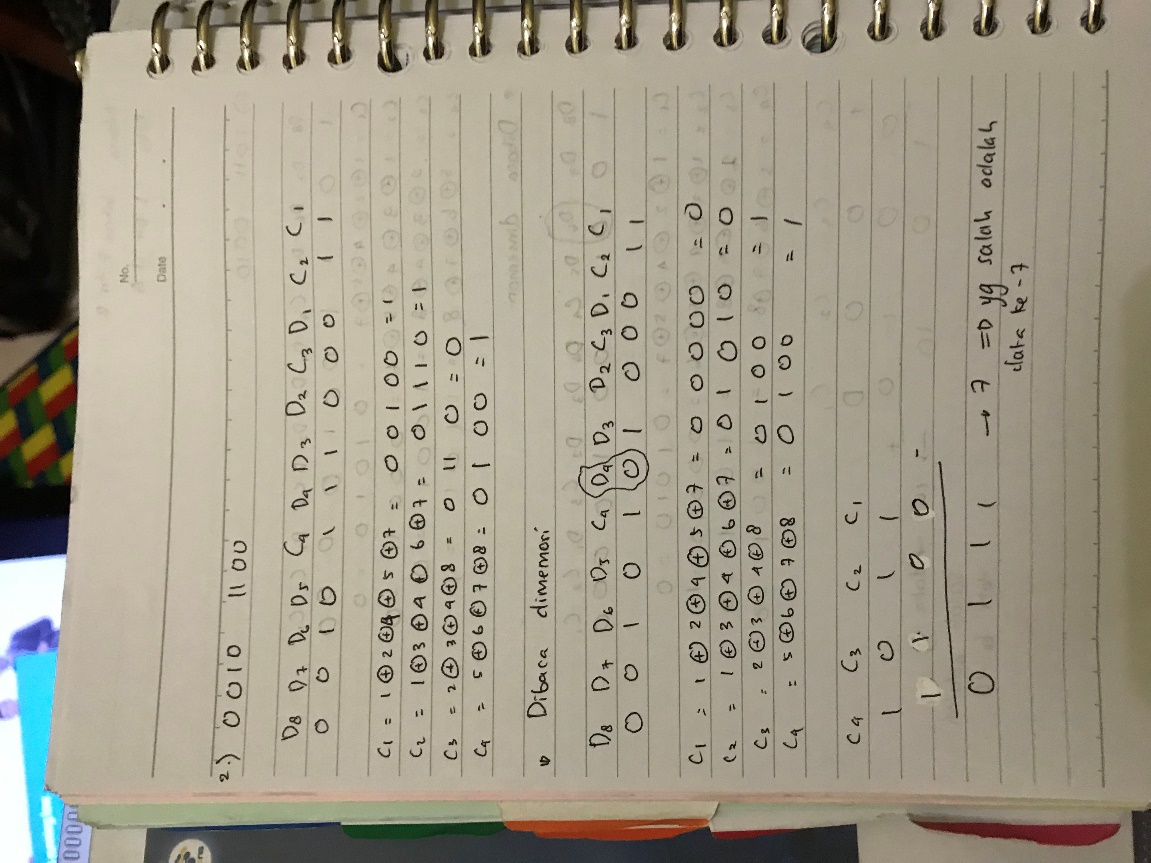 No.
Date
2.) 0010 1100
D8 D7 D6 D5 C4 D4 D3 D2 C3 D1 C2 C1
0 0 1 0 1 1 1 0 0 0 1 1
C1 = 1 ⊕ 2 ⊕ 4 ⊕ 5 ⊕ 7 = 0 0 1 0 0 = 1
C2 = 1 ⊕ 3 ⊕ 4 ⊕ 6 ⊕ 7 = 0 1 1 1 0 = 1
C3 = 2 ⊕ 3 ⊕ 4 ⊕ 8 = 0 1 1 0 = 0
C4 = 5 ⊕ 6 ⊕ 7 ⊕ 8 = 0 1 0 0 = 1
Dibaca dimemori
D8 D7 D6 D5 C4 D4 D3 D2 C3 D1 C2 C1
0 0 1 0 1 0 1 0 0 0 1 1
C1 = 1 ⊕ 2 ⊕ 4 ⊕ 5 ⊕ 7 = 0 0 0 0 0 = 0
C2 = 1 ⊕ 3 ⊕ 4 ⊕ 6 ⊕ 7 = 0 1 0 1 0 = 0
C3 = 2 ⊕ 3 ⊕ 4 ⊕ 8 = 0 1 0 0 = 1
C4 = 5 ⊕ 6 ⊕ 7 ⊕ 8 = 0 1 0 0 = 1
C4 C3 C2 C1
1 0 1 1
1 1 0 0 -
0 1 1 1 → 7 => yg salah adalah
data ke-7